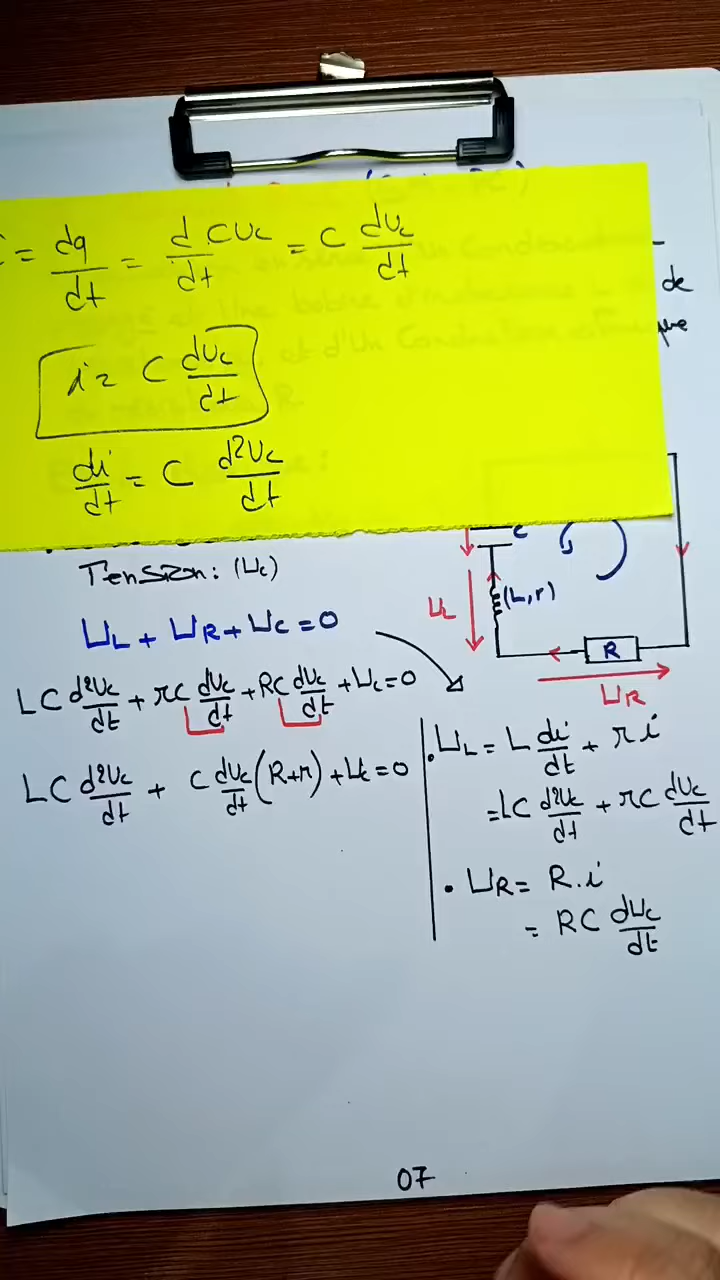 = dq/dt = d CUc/dt = C dUc/dt
i = C dUc/dt
di/dt = C d²Uc/dt
de
que
Tension: (Uc)
C
UL
(L,r)
R
UR
UL + UR + Uc = 0
LC d²Uc/dt + rC dUc/dt + RC dUc/dt + Uc = 0
LC d²Uc/dt + C dUc/dt (R+r) + Uc = 0
. UL = L di/dt + r i
= LC d²Uc/dt + rC dUc/dt
• UR = R.i
= RC dUc/dt
07